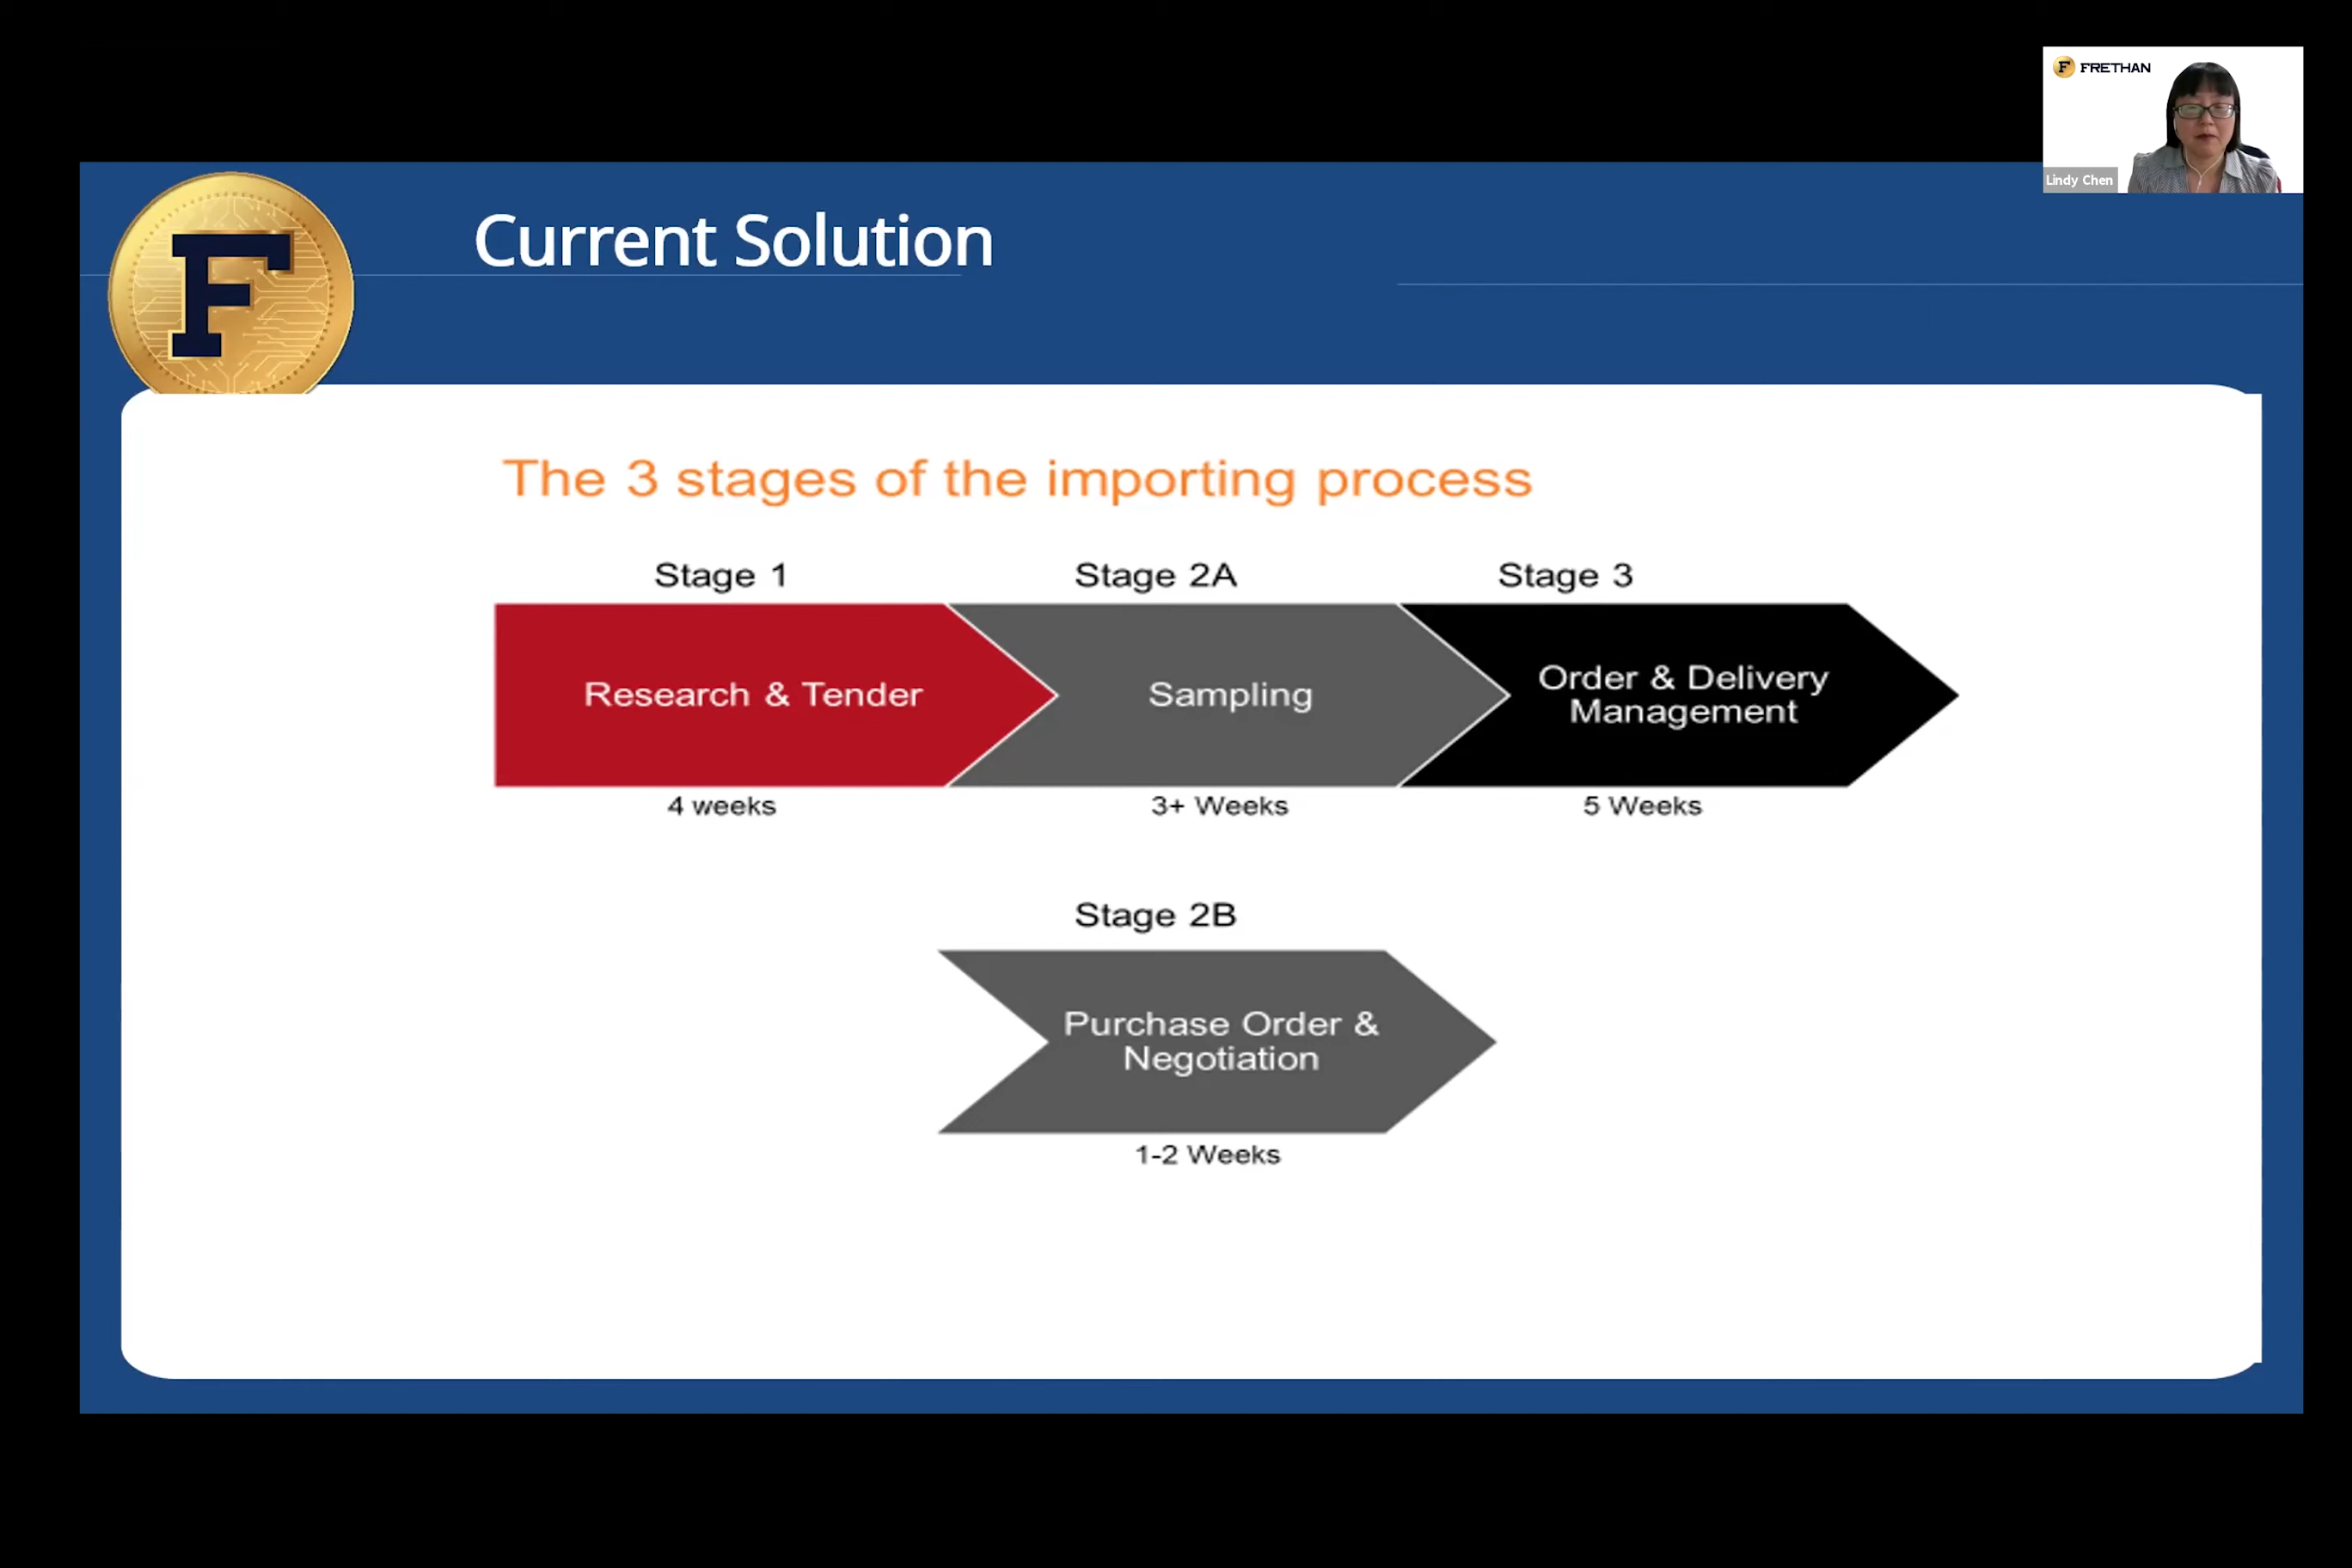 F FRETHAN
Lindy Chen
F
Current Solution
The 3 stages of the importing process
Stage 1
Stage 2A
Stage 3
Research & Tender
Sampling
Order & Delivery
Management
4 weeks
3+ Weeks
5 Weeks
Stage 2B
Purchase Order &
Negotiation
1-2 Weeks